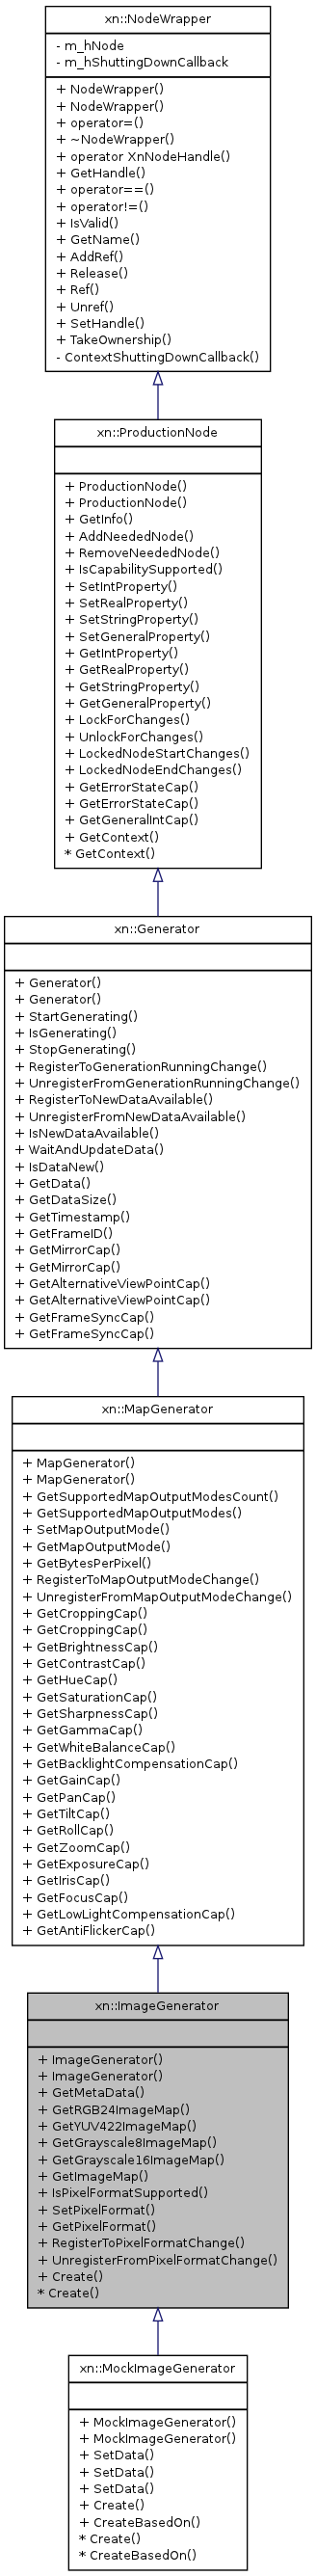 xn::NodeWrapper
- m_hNode
- m_hShuttingDownCallback
+ NodeWrapper()
+ NodeWrapper()
+ operator=()
+ ~NodeWrapper()
+ operator XnNodeHandle()
+ GetHandle()
+ operator==()
+ operator!=()
+ IsValid()
+ GetName()
+ AddRef()
+ Release()
+ Ref()
+ Unref()
+ SetHandle()
+ TakeOwnership()
- ContextShuttingDownCallback()
xn::ProductionNode
+ ProductionNode()
+ ProductionNode()
+ GetInfo()
+ AddNeededNode()
+ RemoveNeededNode()
+ IsCapabilitySupported()
+ SetIntProperty()
+ SetRealProperty()
+ SetStringProperty()
+ SetGeneralProperty()
+ GetIntProperty()
+ GetRealProperty()
+ GetStringProperty()
+ GetGeneralProperty()
+ LockForChanges()
+ UnlockForChanges()
+ LockedNodeStartChanges()
+ LockedNodeEndChanges()
+ GetErrorStateCap()
+ GetErrorStateCap()
+ GetGeneralIntCap()
+ GetContext()
* GetContext()
xn::Generator
+ Generator()
+ Generator()
+ StartGenerating()
+ IsGenerating()
+ StopGenerating()
+ RegisterToGenerationRunningChange()
+ UnregisterFromGenerationRunningChange()
+ RegisterToNewDataAvailable()
+ UnregisterFromNewDataAvailable()
+ IsNewDataAvailable()
+ WaitAndUpdateData()
+ IsDataNew()
+ GetData()
+ GetDataSize()
+ GetTimestamp()
+ GetFrameID()
+ GetMirrorCap()
+ GetMirrorCap()
+ GetAlternativeViewPointCap()
+ GetAlternativeViewPointCap()
+ GetFrameSyncCap()
+ GetFrameSyncCap()
xn::MapGenerator
+ MapGenerator()
+ MapGenerator()
+ GetSupportedMapOutputModesCount()
+ GetSupportedMapOutputModes()
+ SetMapOutputMode()
+ GetMapOutputMode()
+ GetBytesPerPixel()
+ RegisterToMapOutputModeChange()
+ UnregisterFromMapOutputModeChange()
+ GetCroppingCap()
+ GetCroppingCap()
+ GetBrightnessCap()
+ GetContrastCap()
+ GetHueCap()
+ GetSaturationCap()
+ GetSharpnessCap()
+ GetGammaCap()
+ GetWhiteBalanceCap()
+ GetBacklightCompensationCap()
+ GetGainCap()
+ GetPanCap()
+ GetTiltCap()
+ GetRollCap()
+ GetZoomCap()
+ GetExposureCap()
+ GetIrisCap()
+ GetFocusCap()
+ GetLowLightCompensationCap()
+ GetAntiFlickerCap()
xn::ImageGenerator
+ ImageGenerator()
+ ImageGenerator()
+ GetMetaData()
+ GetRGB24ImageMap()
+ GetYUV422ImageMap()
+ GetGrayscale8ImageMap()
+ GetGrayscale16ImageMap()
+ GetImageMap()
+ IsPixelFormatSupported()
+ SetPixelFormat()
+ GetPixelFormat()
+ RegisterToPixelFormatChange()
+ UnregisterFromPixelFormatChange()
+ Create()
* Create()
xn::MockImageGenerator
+ MockImageGenerator()
+ MockImageGenerator()
+ SetData()
+ SetData()
+ SetData()
+ Create()
+ CreateBasedOn()
* Create()
* CreateBasedOn()